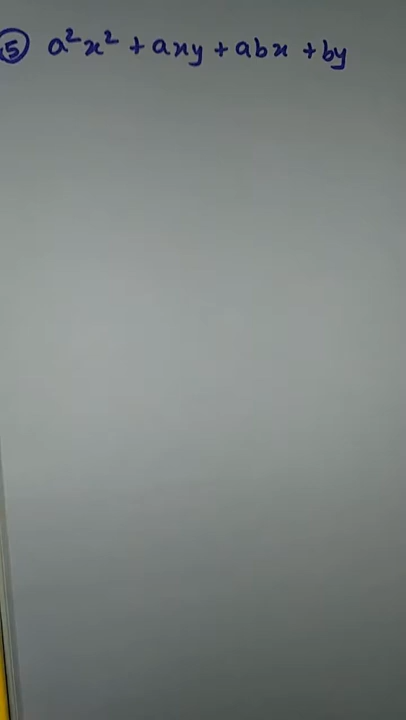 ⑤ a²x² + axy + abx + by